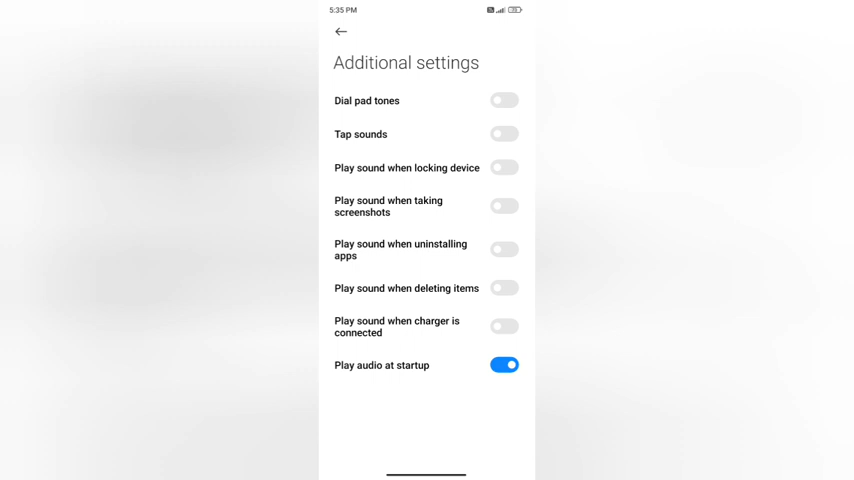 5:35 PM
Additional settings
Dial pad tones
Tap sounds
Play sound when locking device
Play sound when taking
screenshots
Play sound when uninstalling
apps
Play sound when deleting items
Play sound when charger is
connected
Play audio at startup